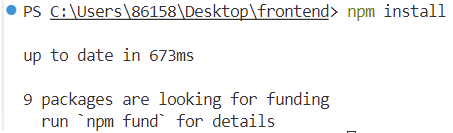 PS C:\Users\86158\Desktop\frontend> npm install
up to date in 673ms
9 packages are looking for funding
run `npm fund` for details